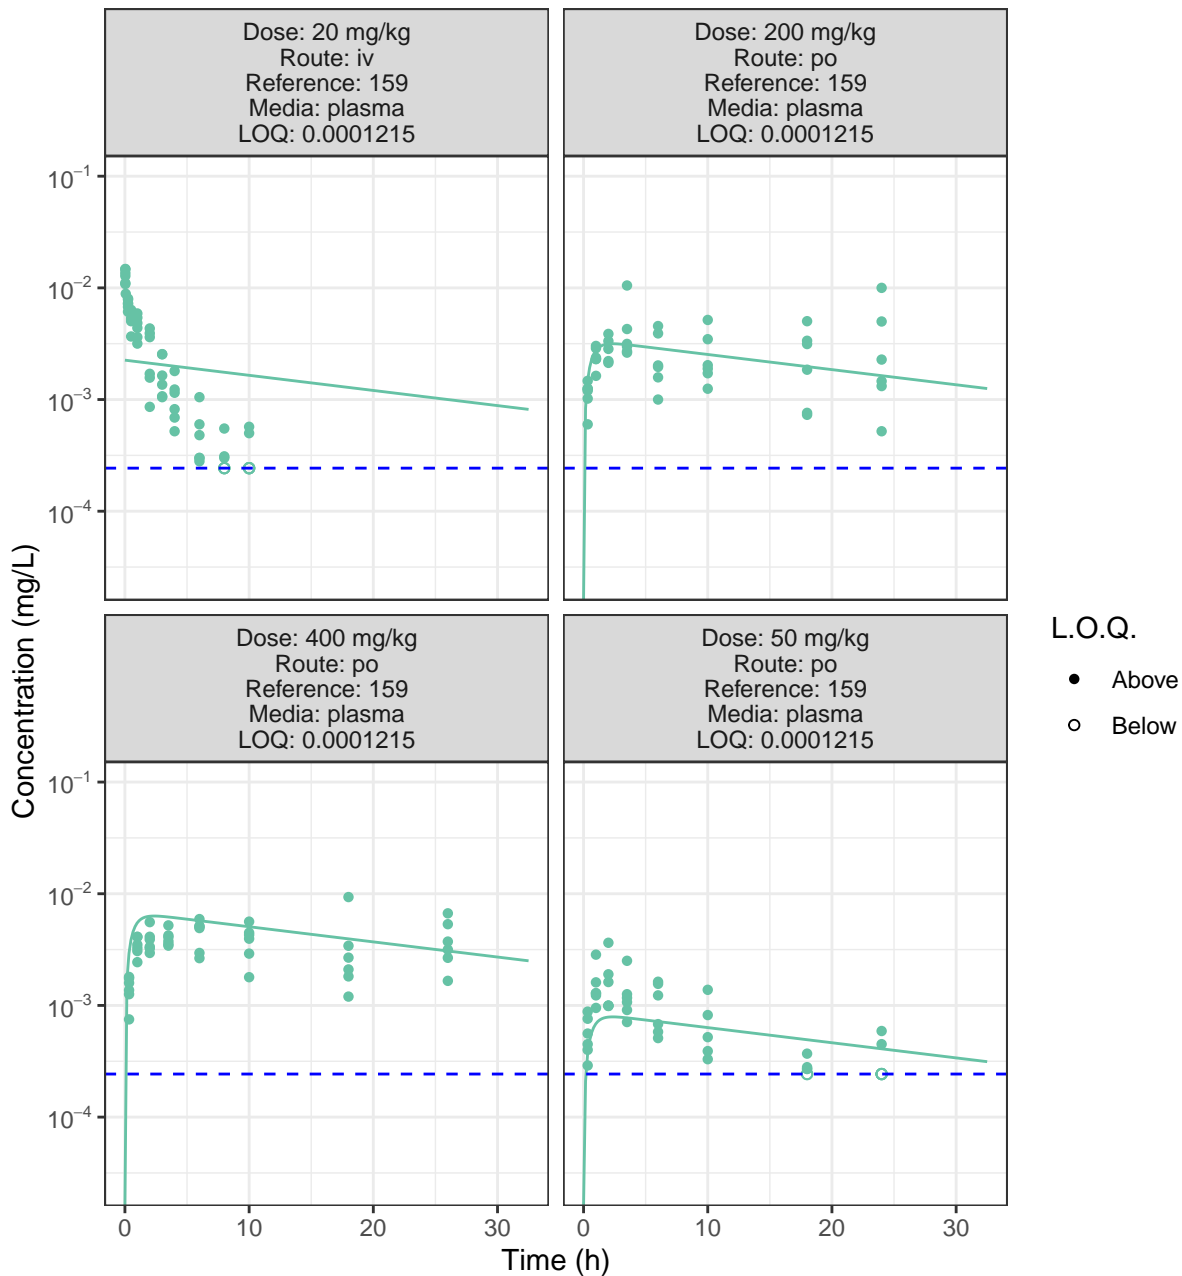 Dose: 20 mg/kg
Route: iv
Reference: 159
Media: plasma
LOQ: 0.0001215
Dose: 200 mg/kg
Route: po
Reference: 159
Media: plasma
LOQ: 0.0001215
10⁻¹
10⁻²
10⁻³
10⁻⁴
Dose: 400 mg/kg
Route: po
Reference: 159
Media: plasma
LOQ: 0.0001215
Dose: 50 mg/kg
Route: po
Reference: 159
Media: plasma
LOQ: 0.0001215
10⁻¹
10⁻²
10⁻³
10⁻⁴
0 10 20 30
0 10 20 30
Time (h)
Concentration (mg/L)
L.O.Q.
Above
Below